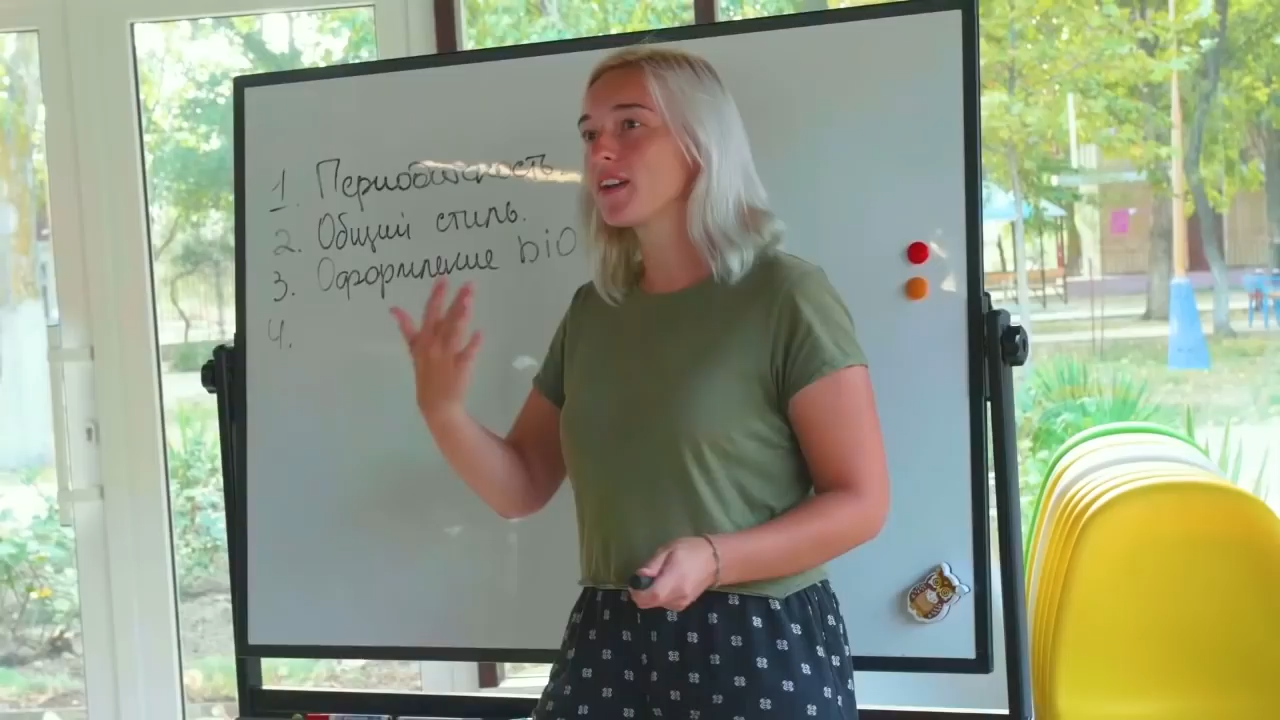 1. Периодичность
2. Общий стиль.
3. Оформление bio
4.